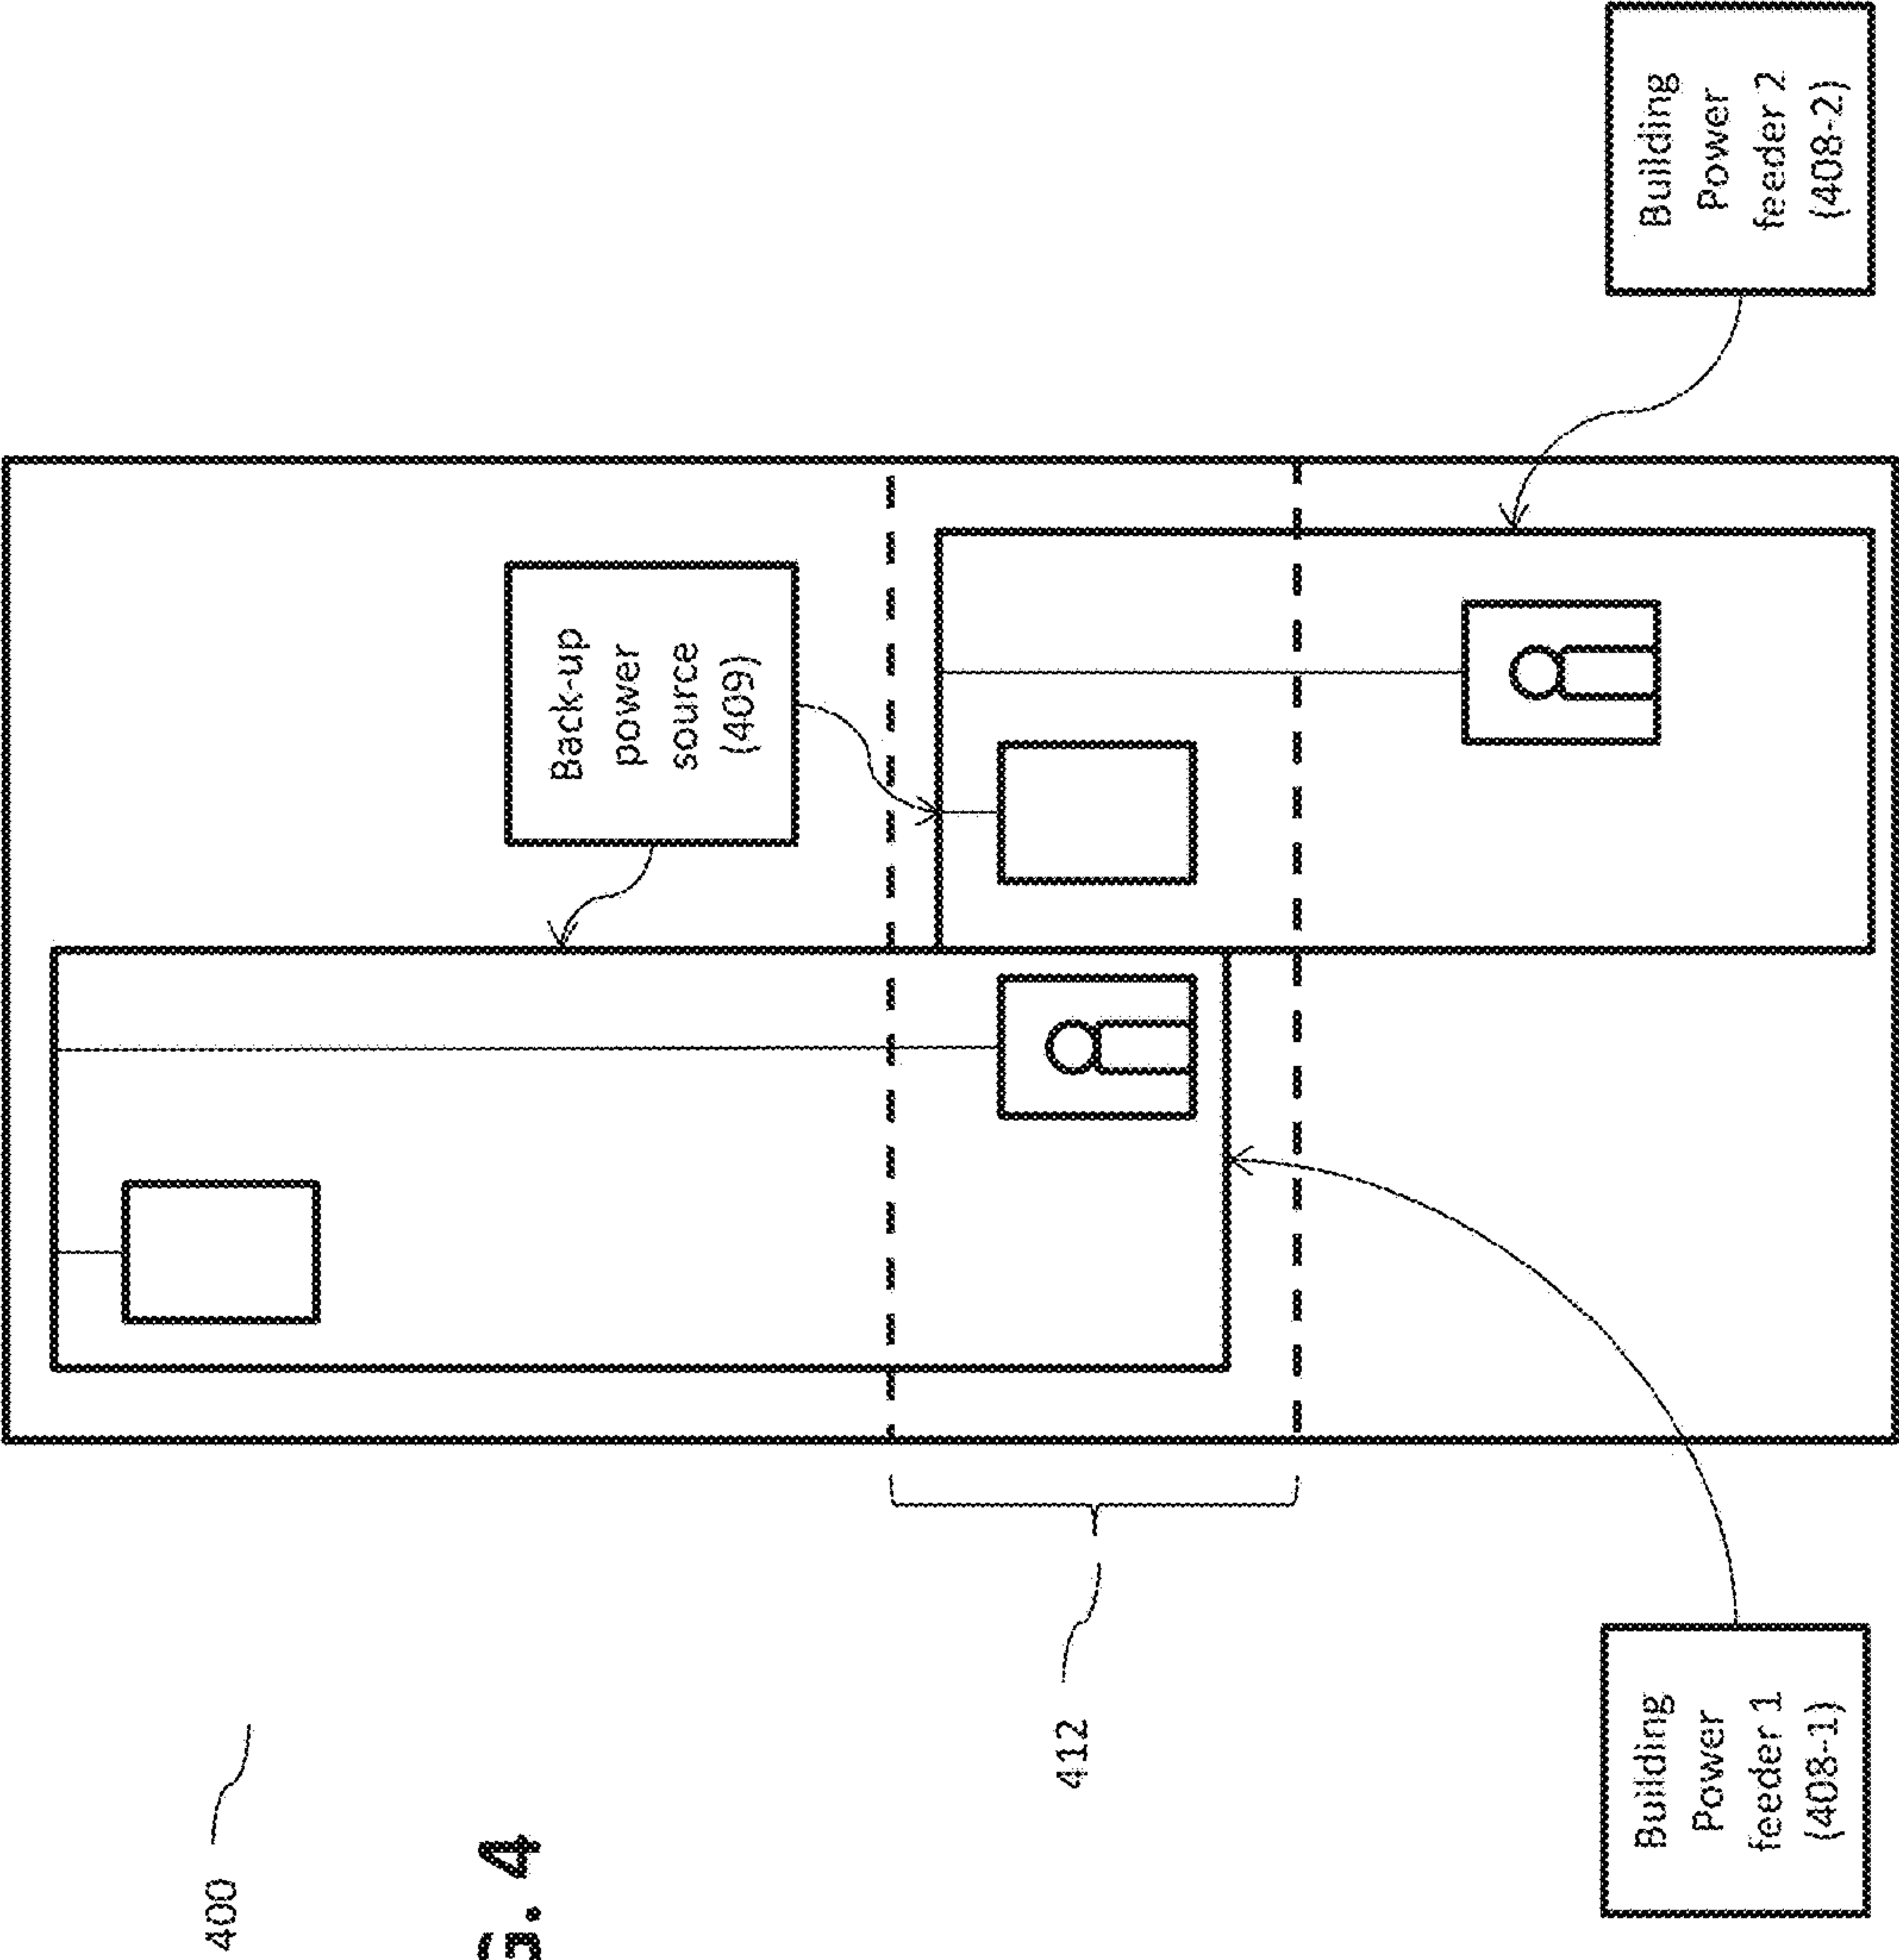 400
G. 4
Back-up
power
source
(409)
412
Building
Power
feeder 1
(408-1)
Building
Power
feeder 2
(408-2)